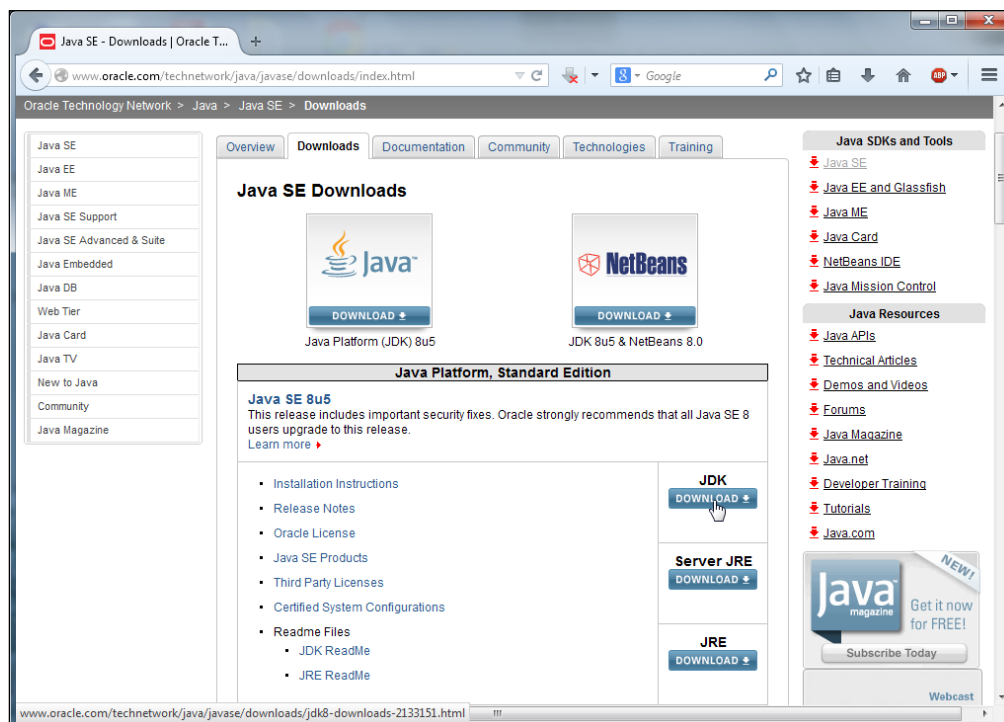 Java SE - Downloads | Oracle T...
www.oracle.com/technetwork/java/javase/downloads/index.html
8 - Google
ABP
Oracle Technology Network > Java > Java SE > Downloads
Java SE
Java EE
Java ME
Java SE Support
Java SE Advanced & Suite
Java Embedded
Java DB
Web Tier
Java Card
Java TV
New to Java
Community
Java Magazine
Overview Downloads Documentation Community Technologies Training
Java SE Downloads
Java™
DOWNLOAD
Java Platform (JDK) 8u5
NetBeans
DOWNLOAD
JDK 8u5 & NetBeans 8.0
Java Platform, Standard Edition
Java SE 8u5
This release includes important security fixes. Oracle strongly recommends that all Java SE 8
users upgrade to this release.
Learn more
Installation Instructions
Release Notes
Oracle License
Java SE Products
Third Party Licenses
Certified System Configurations
Readme Files
JDK ReadMe
JRE ReadMe
JDK
DOWNLOAD
Server JRE
DOWNLOAD
JRE
DOWNLOAD
Java SDKs and Tools
Java SE
Java EE and Glassfish
Java ME
Java Card
NetBeans IDE
Java Mission Control
Java Resources
Java APIs
Technical Articles
Demos and Videos
Forums
Java Magazine
Java.net
Developer Training
Tutorials
Java.com
NEW!
Java
magazine
Get it now
for FREE!
Subscribe Today
Webcast
www.oracle.com/technetwork/java/javase/downloads/jdk8-downloads-2133151.html